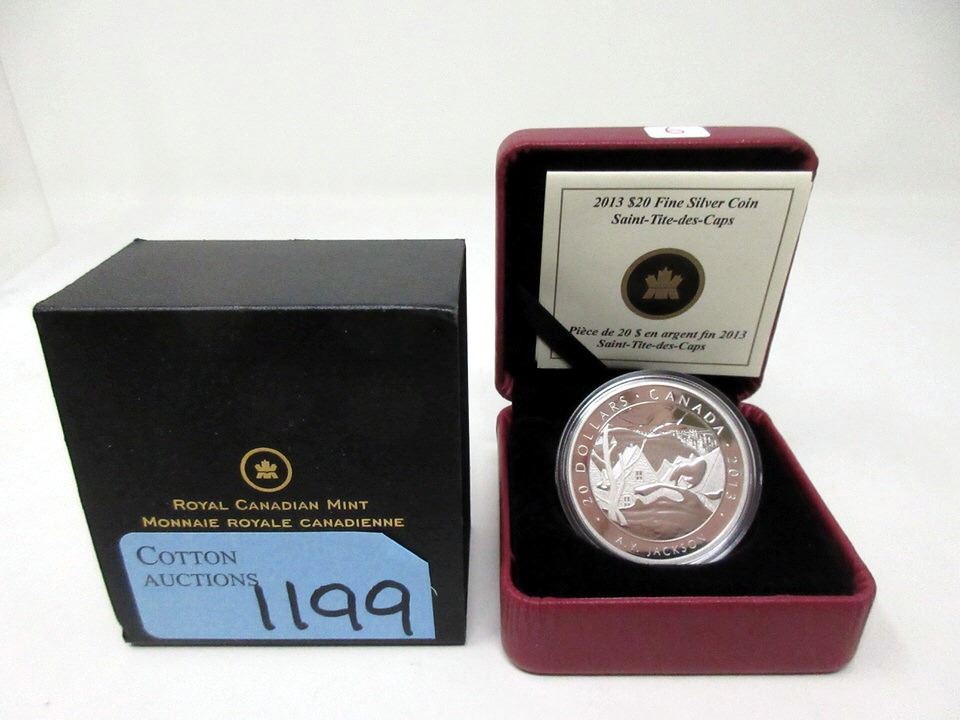 ROYAL CANADIAN MINT
MONNAIE ROYALE CANADIENNE
COTTON
AUCTIONS
1199
6
2013 $20 Fine Silver Coin
Saint-Tite-des-Caps
Pièce de 20 $ en argent fin 2013
Saint-Tite-des-Caps
20 DOLLARS · CANADA · 2013 ·
A.Y. JACKSON